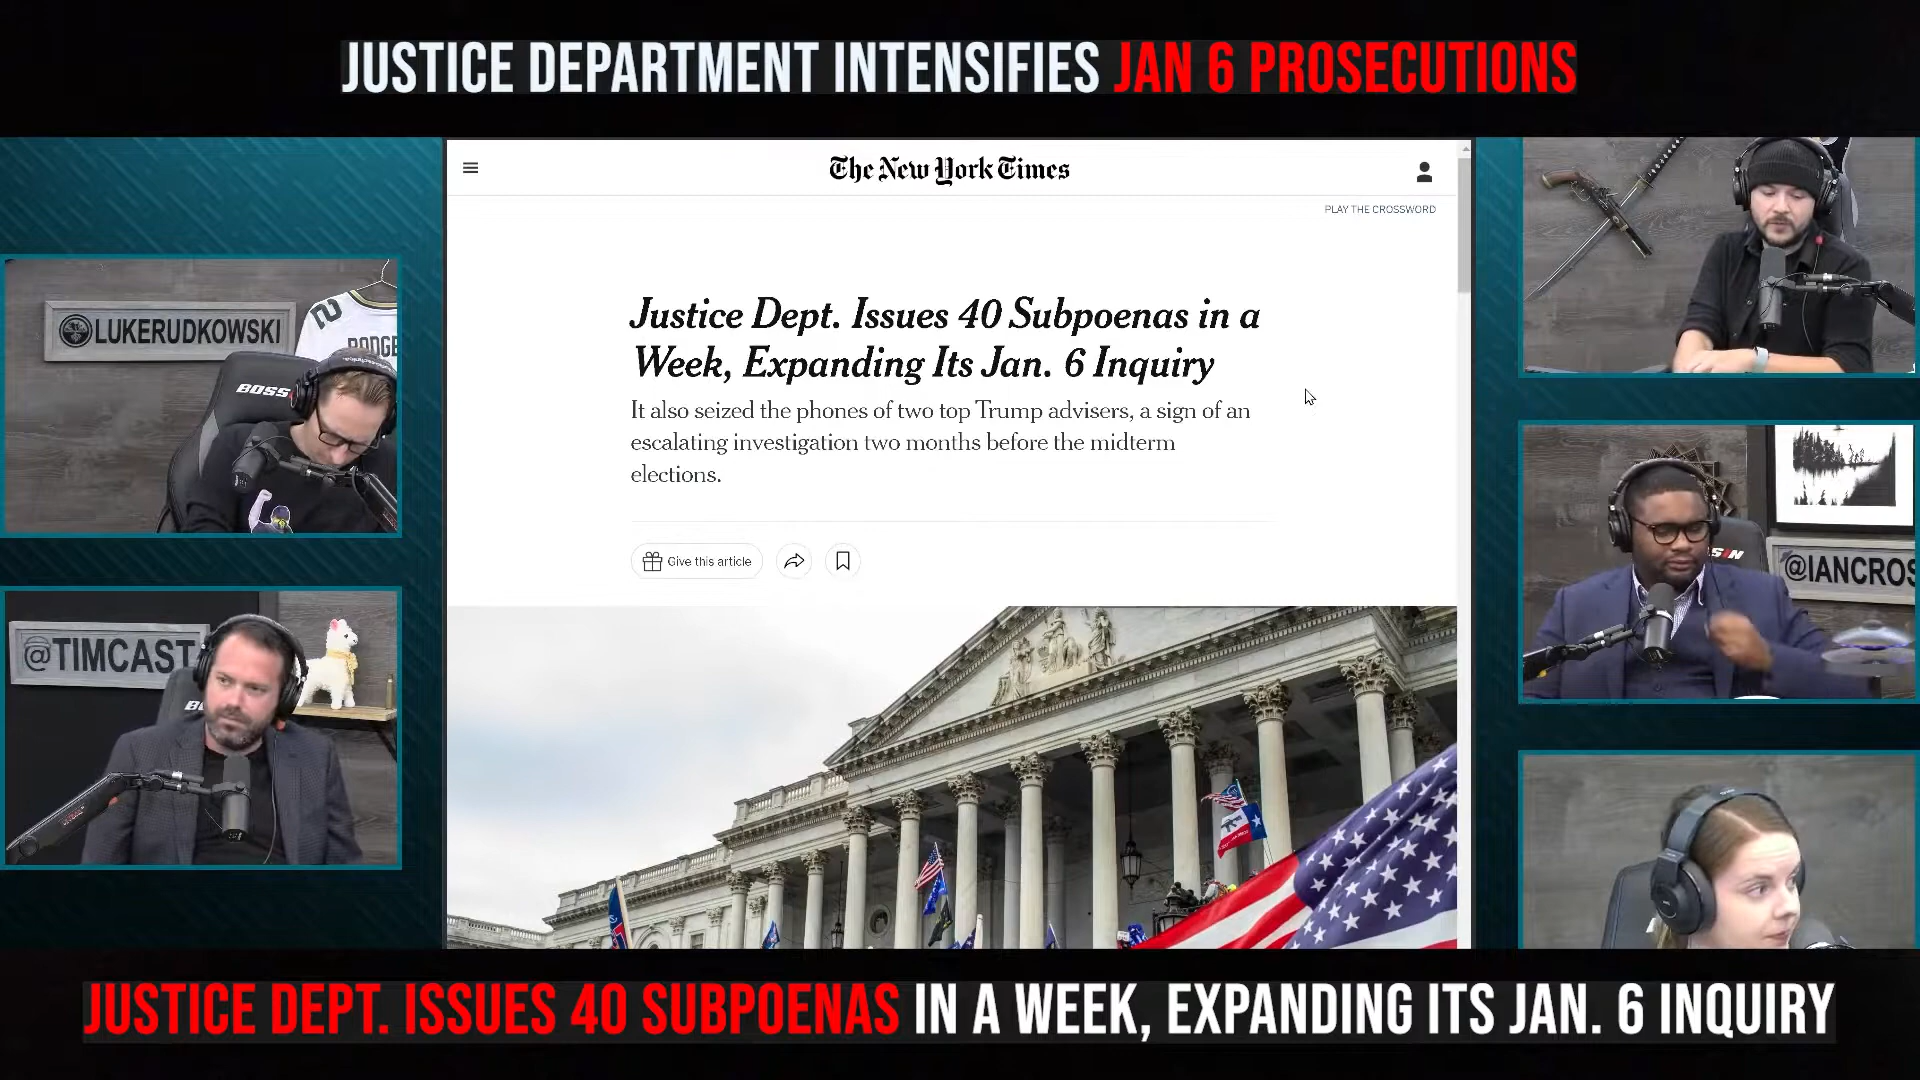 JUSTICE DEPARTMENT INTENSIFIES JAN 6 PROSECUTIONS
The New York Times
PLAY THE CROSSWORD
Justice Dept. Issues 40 Subpoenas in a
Week, Expanding Its Jan. 6 Inquiry
It also seized the phones of two top Trump advisers, a sign of an
escalating investigation two months before the midterm
elections.
Give this article
@LUKERUDKOWSKI
2
RODGE
BOSS
@TIMCAST
B
SIN
@IANCROS
JUSTICE DEPT. ISSUES 40 SUBPOENAS IN A WEEK, EXPANDING ITS JAN. 6 INQUIRY